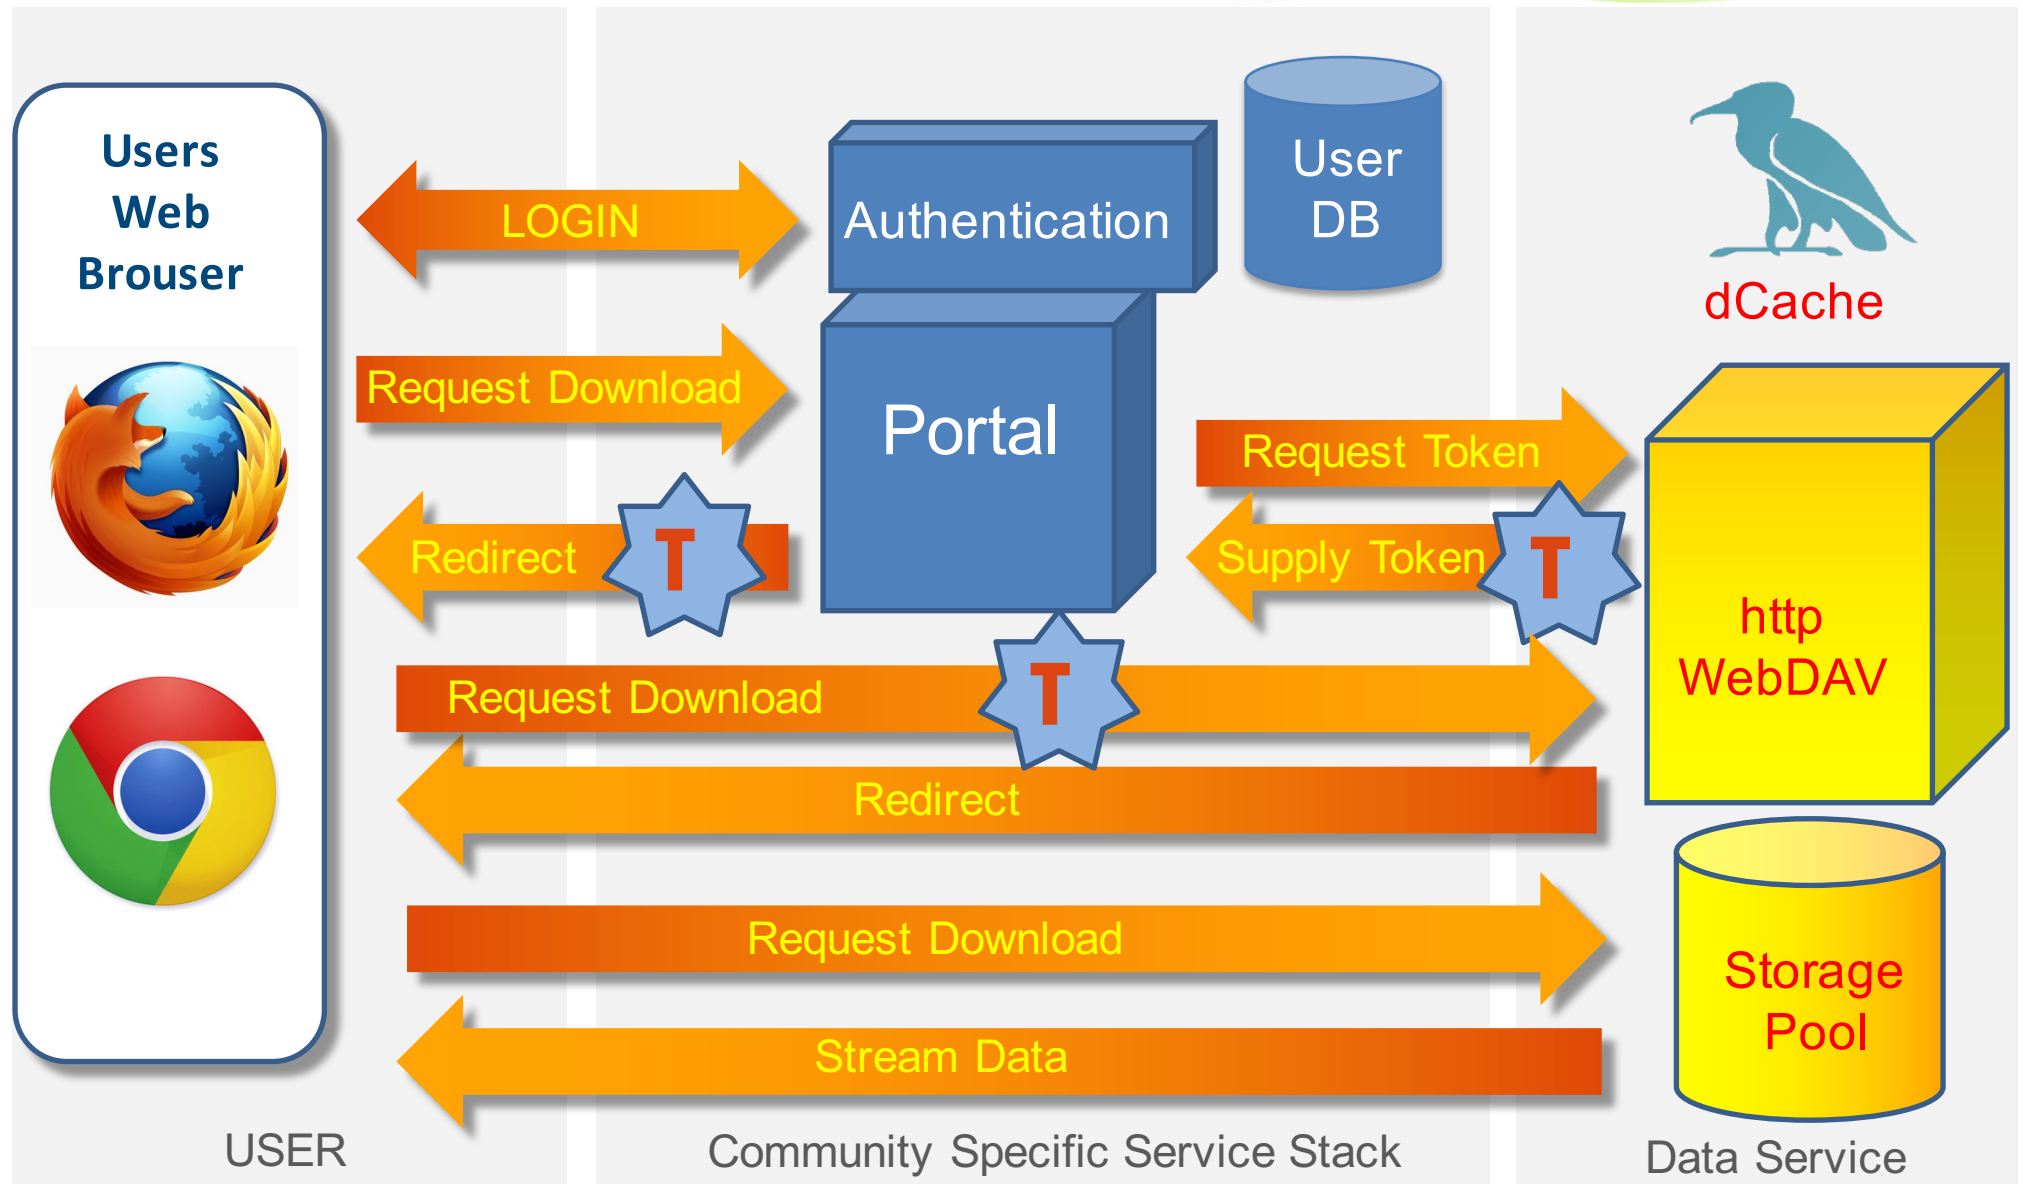 Users
Web
Brouser
LOGIN
Authentication
User
DB
dCache
Request Download
Portal
Request Token
Redirect
T
Supply Token
T
http
WebDAV
Request Download
T
Redirect
Request Download
Storage
Pool
Stream Data
USER
Community Specific Service Stack
Data Service